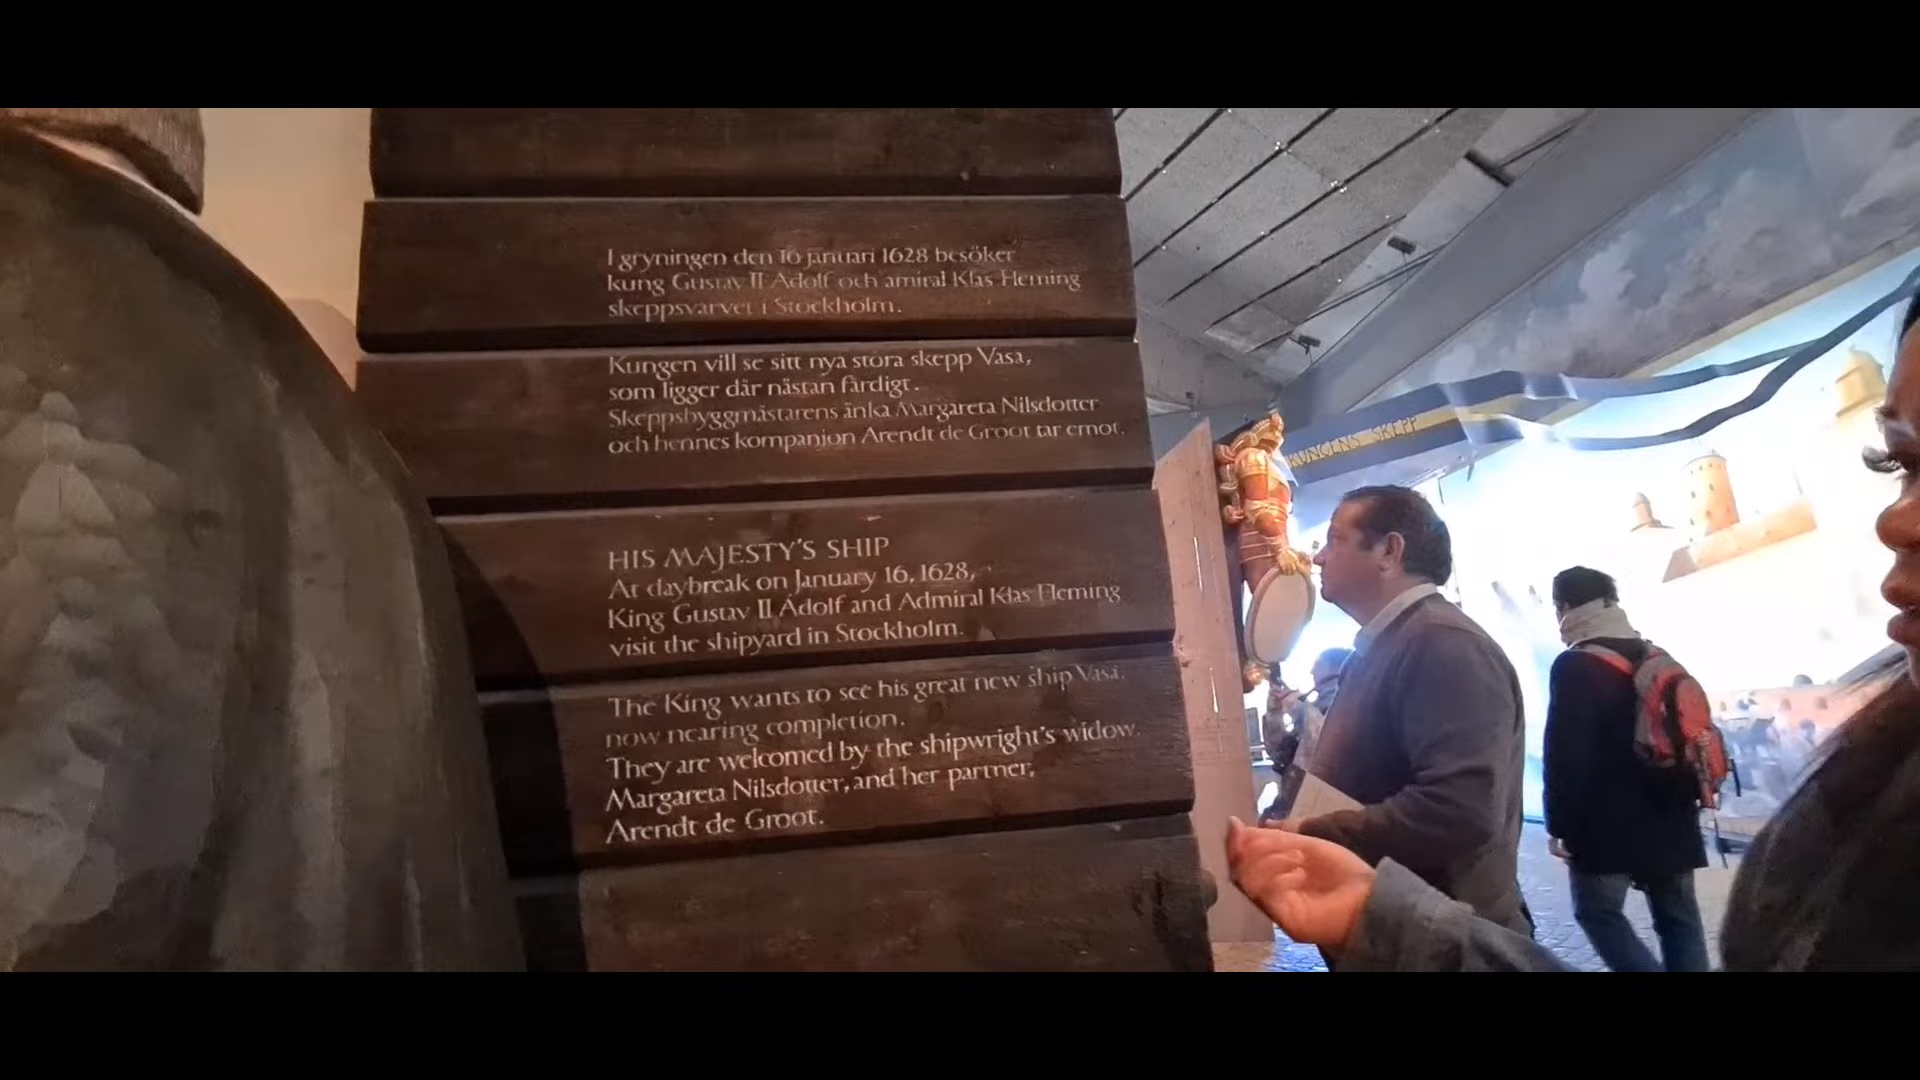 I gryningen den 16 januari 1628 besöker
kung Gustav II Adolf och amiral Klas Fleming
skeppsvarvet i Stockholm.
Kungen vill se sitt nya stora skepp Vasa,
som ligger där nästan färdigt.
Skeppsbyggmästarens änka Margareta Nilsdotter
och hennes kompanjon Arendt de Groot tar emot.
HIS MAJESTY'S SHIP
At daybreak on January 16, 1628,
King Gustav II Adolf and Admiral Klas Fleming
visit the shipyard in Stockholm.
The King wants to see his great new ship Vasa,
now nearing completion.
They are welcomed by the shipwright's widow,
Margareta Nilsdotter, and her partner,
Arendt de Groot.
KUNGENS SKEPP